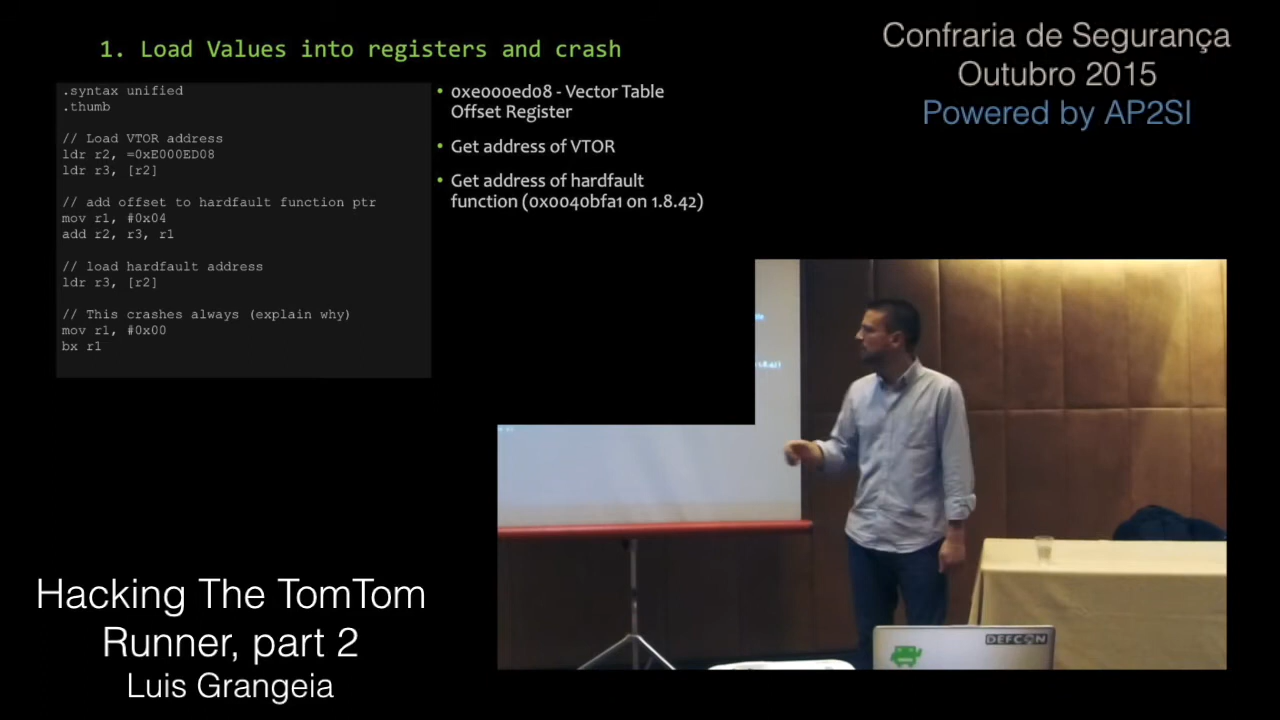 1. Load Values into registers and crash
.syntax unified
.thumb
// Load VTOR address
ldr r2, =0xE000ED08
ldr r3, [r2]
// add offset to hardfault function ptr
mov r1, #0x04
add r2, r3, r1
// load hardfault address
ldr r3, [r2]
// This crashes always (explain why)
mov r1, #0x00
bx r1
• 0xe000ed08 - Vector Table
Offset Register
• Get address of VTOR
• Get address of hardfault
function (0x0040bfa1 on 1.8.42)
Confraria de Segurança
Outubro 2015
Powered by AP2SI
Hacking The TomTom
Runner, part 2
Luis Grangeia
DEFCON